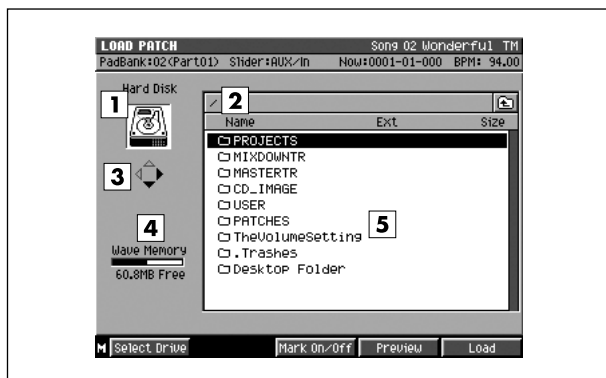 LOAD PATCH Song 02 Wonderful TM
PadBank:02(Part01) Slider:AUX/In Now:0001-01-000 BPM: 94.00
Hard Disk
1
2
/
Name Ext Size
PROJECTS
MIXDOWNTR
MASTERTR
CD_IMAGE
USER
PATCHES
TheVolumeSetting
.Trashes
Desktop Folder
3
4
5
Wave Memory
60.8MB Free
M Select Drive Mark On/Off Preview Load